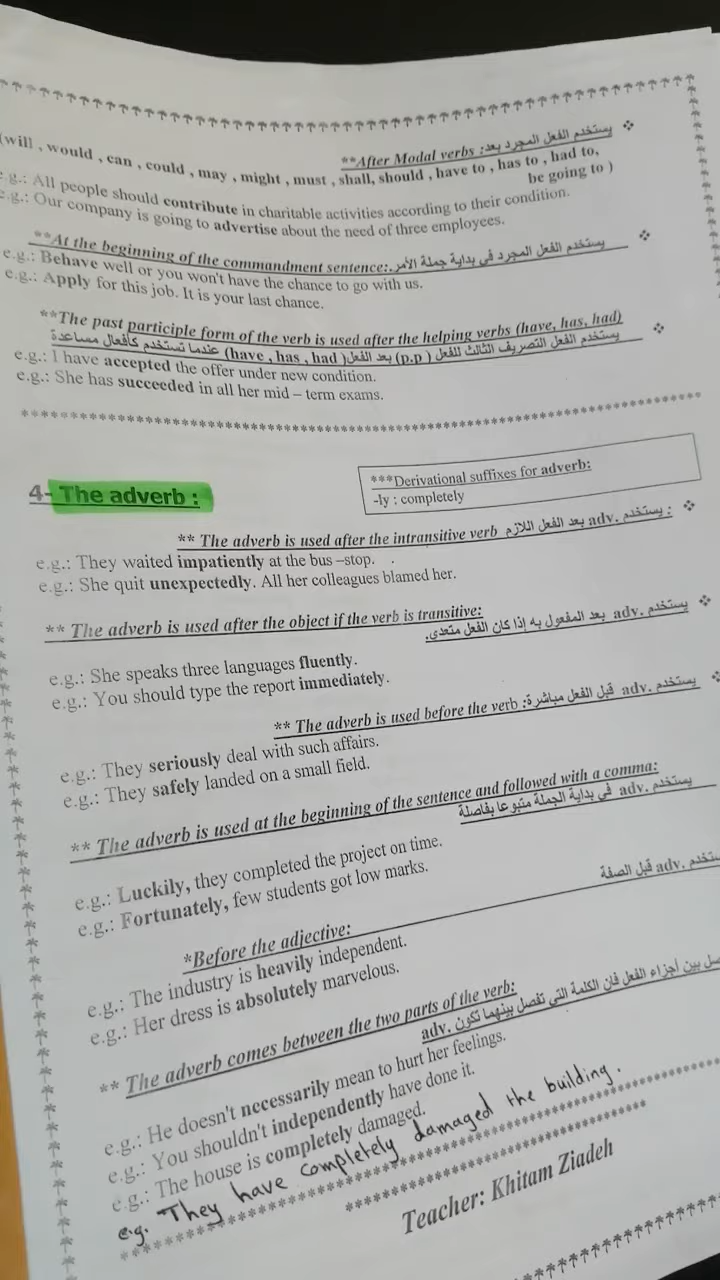 ❖ يستخدم الفعل المجرد بعد: **After Modal verbs
(will , would , can , could , may , might , must , shall, should , have to , has to , had to,
be going to )
e.g.: All people should contribute in charitable activities according to their condition.
e.g.: Our company is going to advertise about the need of three employees.
❖ يستخدم الفعل المجرد في بداية جملة الأمر. **At the beginning of the commandment sentence:
e.g.: Behave well or you won't have the chance to go with us.
e.g.: Apply for this job. It is your last chance.
**The past participle form of the verb is used after the helping verbs (have, has, had)
❖ يستخدم الفعل التصريف الثالث للفعل (p.p) بعد الفعل( have , has , had) عندما تستخدم كأفعال مساعدة
e.g.: I have accepted the offer under new condition.
e.g.: She has succeeded in all her mid – term exams.
4- The adverb :
***Derivational suffixes for adverb:
-ly : completely
❖ يستخدم .adv بعد الفعل اللازم : ** The adverb is used after the intransitive verb
e.g.: They waited impatiently at the bus –stop. .
e.g.: She quit unexpectedly. All her colleagues blamed her.
** The adverb is used after the object if the verb is transitive:
❖ يستخدم .adv بعد المفعول به إذا كان الفعل متعدي.
e.g.: She speaks three languages fluently.
e.g.: You should type the report immediately.
❖ يستخدم .adv قبل الفعل مباشرة: ** The adverb is used before the verb
e.g.: They seriously deal with such affairs.
e.g.: They safely landed on a small field.
** The adverb is used at the beginning of the sentence and followed with a comma:
يستخدم .adv في بداية الجملة متبوعا بفاصلة
e.g.: Luckily, they completed the project on time.
e.g.: Fortunately, few students got low marks.
.adv قبل الصفة
*Before the adjective:
e.g.: The industry is heavily independent.
e.g.: Her dress is absolutely marvelous.
** The adverb comes between the two parts of the verb:
بين أجزاء الفعل فان الكلمة التي تفصل بينهما تكون .adv
e.g.: He doesn't necessarily mean to hurt her feelings.
e.g.: You shouldn't independently have done it.
e.g.: The house is completely damaged.
e.g. They have completely damaged the building.
Teacher: Khitam Ziadeh